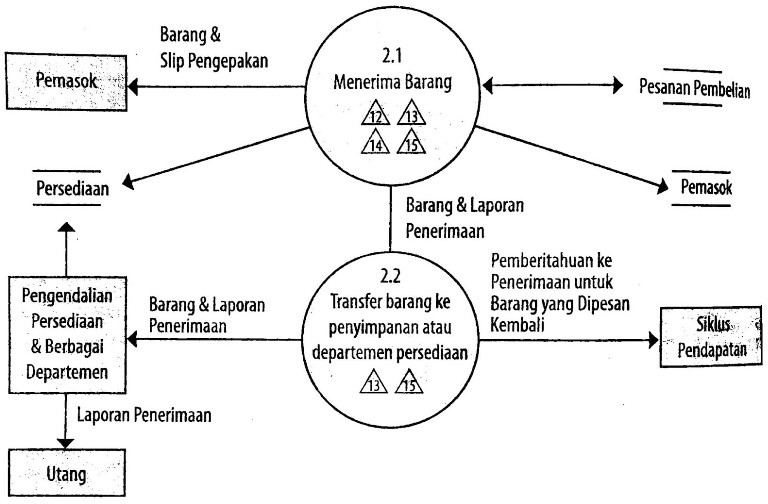 Barang &
Slip Pengepakan
Pemasok
2.1
Menerima Barang
12 13
14 15
Pesanan Pembelian
Persediaan
Pemasok
Barang & Laporan
Penerimaan
Pengendalian
Persediaan
& Berbagai
Departemen
Barang & Laporan
Penerimaan
2.2
Transfer barang ke
penyimpanan atau
departemen persediaan
13 15
Pemberitahuan ke
Penerimaan untuk
Barang yang Dipesan
Kembali
Siklus
Pendapatan
Laporan Penerimaan
Utang